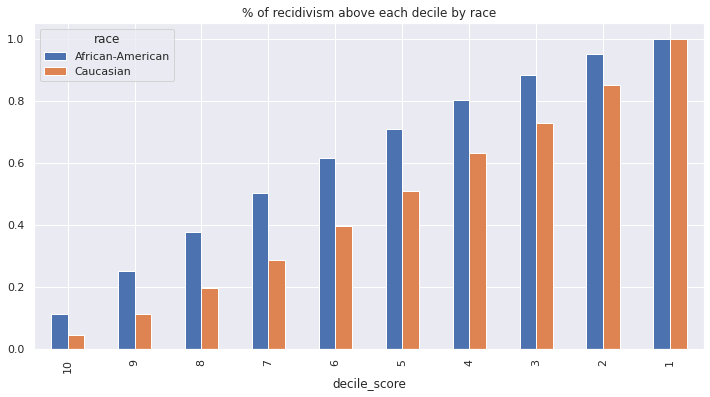 % of recidivism above each decile by race
race
African-American
Caucasian
1.0
0.8
0.6
0.4
0.2
0.0
10 9 8 7 6 5 4 3 2 1
decile_score